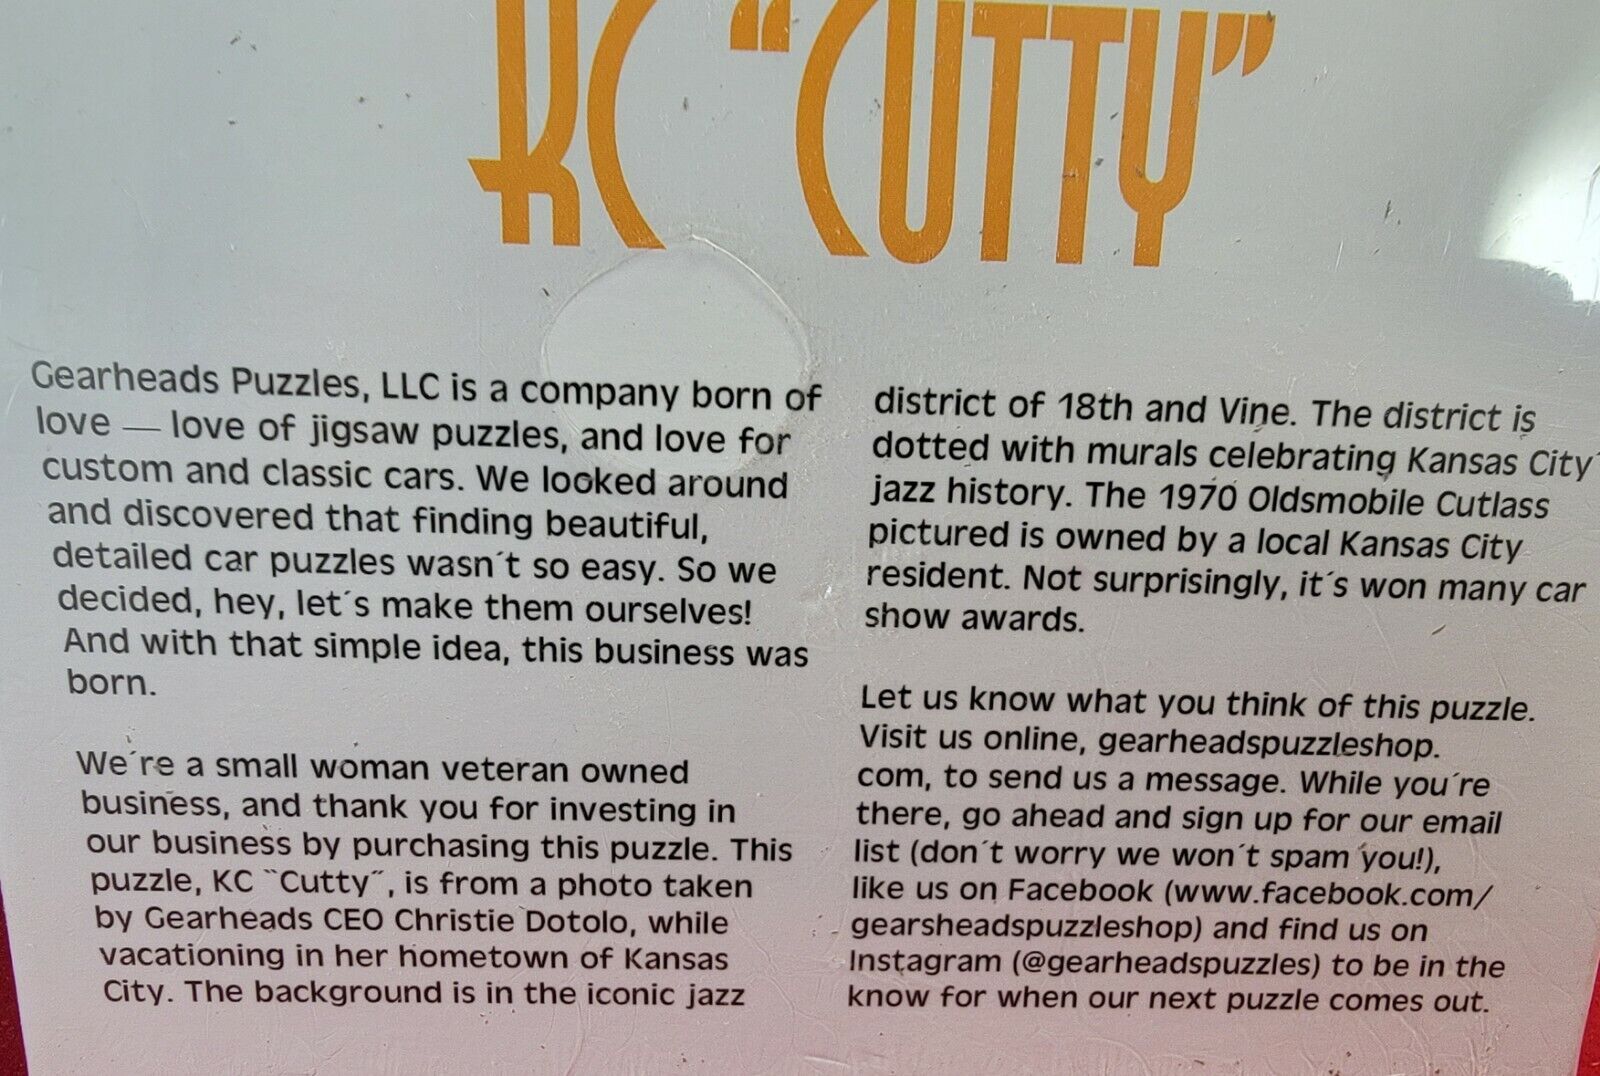 KC “CUTTY”
Gearheads Puzzles, LLC is a company born of
love — love of jigsaw puzzles, and love for
custom and classic cars. We looked around
and discovered that finding beautiful,
detailed car puzzles wasn´t so easy. So we
decided, hey, let´s make them ourselves!
And with that simple idea, this business was
born.
We´re a small woman veteran owned
business, and thank you for investing in
our business by purchasing this puzzle. This
puzzle, KC ˝Cutty˝, is from a photo taken
by Gearheads CEO Christie Dotolo, while
vacationing in her hometown of Kansas
City. The background is in the iconic jazz
district of 18th and Vine. The district is
dotted with murals celebrating Kansas City´
jazz history. The 1970 Oldsmobile Cutlass
pictured is owned by a local Kansas City
resident. Not surprisingly, it´s won many car
show awards.
Let us know what you think of this puzzle.
Visit us online, gearheadspuzzleshop.
com, to send us a message. While you´re
there, go ahead and sign up for our email
list (don´t worry we won´t spam you!),
like us on Facebook (www.facebook.com/
gearsheadspuzzleshop) and find us on
Instagram (@gearheadspuzzles) to be in the
know for when our next puzzle comes out.